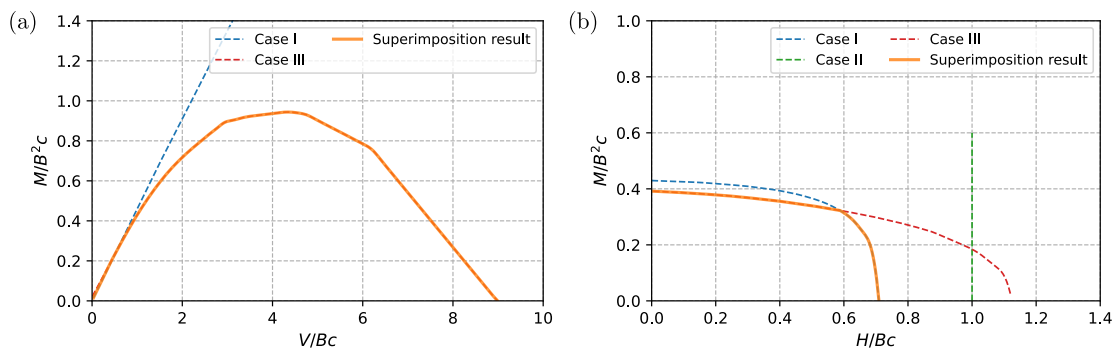 (a)
1.4
1.2
1.0
0.8
0.6
0.4
0.2
0.0
M/B²c
0 2 4 6 8 10
V/Bc
Case I
Case III
Superimposition result
(b)
1.0
0.8
0.6
0.4
0.2
0.0
M/B²c
0.0 0.2 0.4 0.6 0.8 1.0 1.2 1.4
H/Bc
Case I
Case II
Case III
Superimposition result